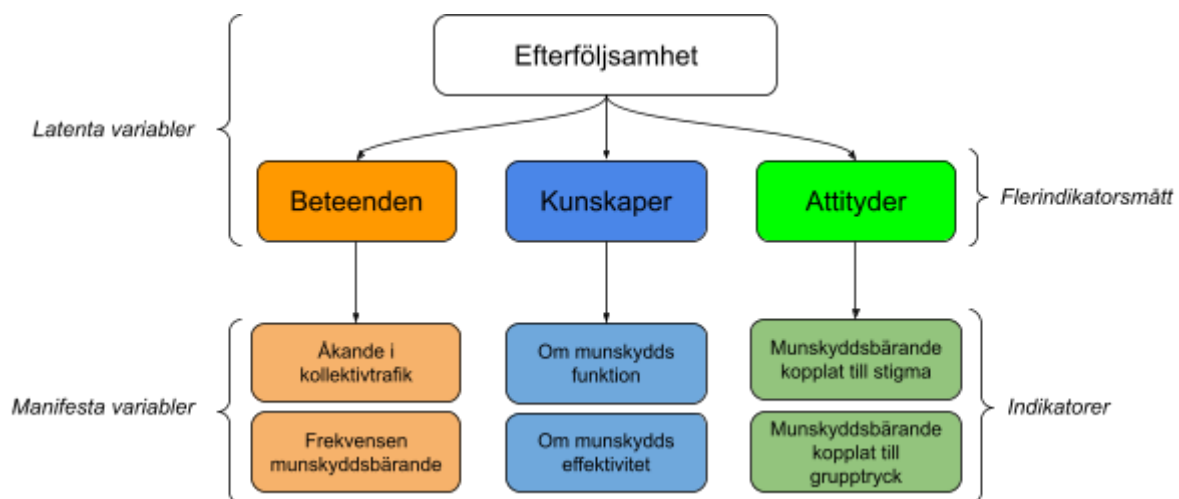 Efterföljsamhet
Latenta variabler
Beteenden
Kunskaper
Attityder
Flerindikatorsmått
Manifesta variabler
Åkande i
kollektivtrafik
Om munskydds
funktion
Munskyddsbärande
kopplat till stigma
Frekvensen
munskyddsbärande
Om munskydds
effektivitet
Munskyddsbärande
kopplat till
grupptryck
Indikatorer